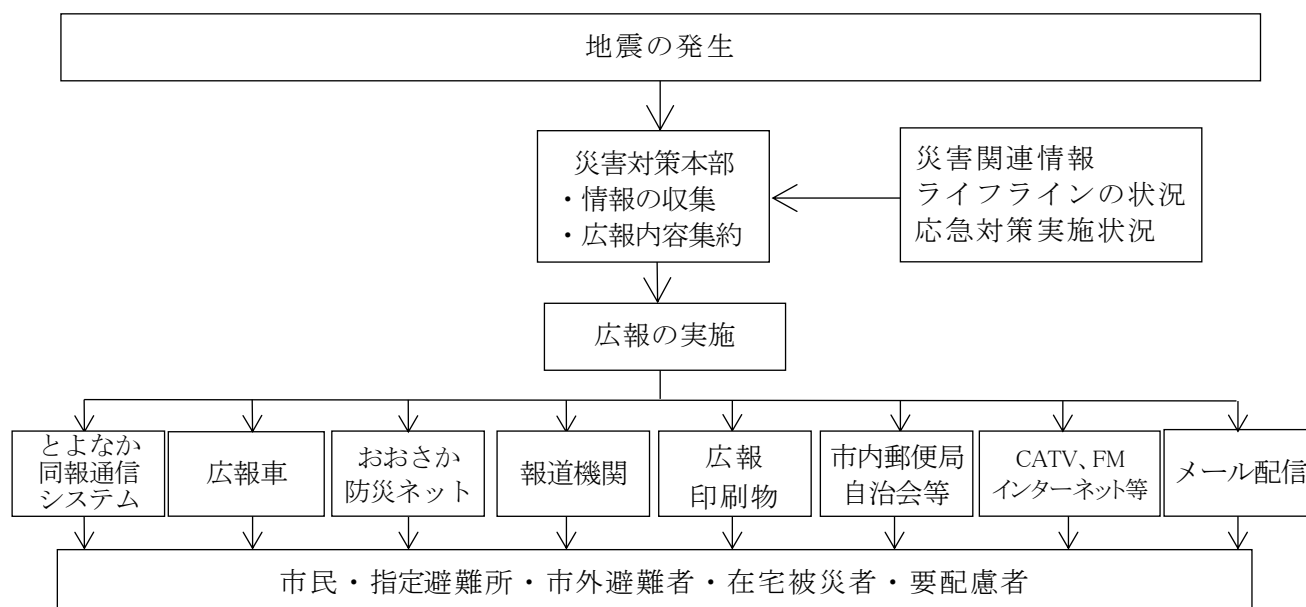 地震の発生
災害対策本部
・情報の収集
・広報内容集約
災害関連情報
ライフラインの状況
応急対策実施状況
広報の実施
とよなか
同報通信
システム
広報車
おおさか
防災ネット
報道機関
広報
印刷物
市内郵便局
自治会等
CATV、FM
インターネット等
メール配信
市民・指定避難所・市外避難者・在宅被災者・要配慮者